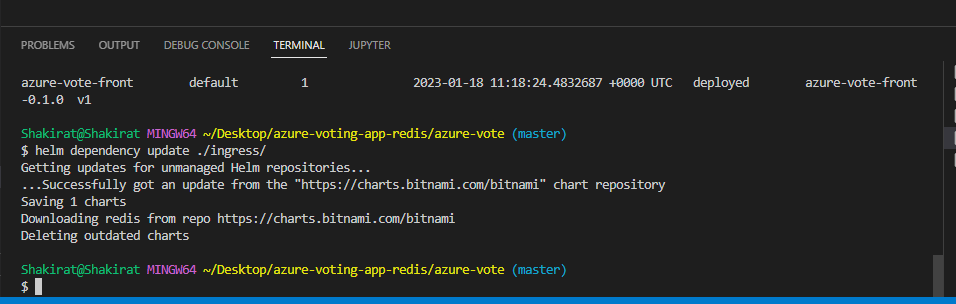 PROBLEMS OUTPUT DEBUG CONSOLE TERMINAL JUPYTER
azure-vote-front default 1 2023-01-18 11:18:24.4832687 +0000 UTC deployed azure-vote-front
-0.1.0 v1
Shakirat@Shakirat MINGW64 ~/Desktop/azure-voting-app-redis/azure-vote (master)
$ helm dependency update ./ingress/
Getting updates for unmanaged Helm repositories...
...Successfully got an update from the "https://charts.bitnami.com/bitnami" chart repository
Saving 1 charts
Downloading redis from repo https://charts.bitnami.com/bitnami
Deleting outdated charts
Shakirat@Shakirat MINGW64 ~/Desktop/azure-voting-app-redis/azure-vote (master)
$